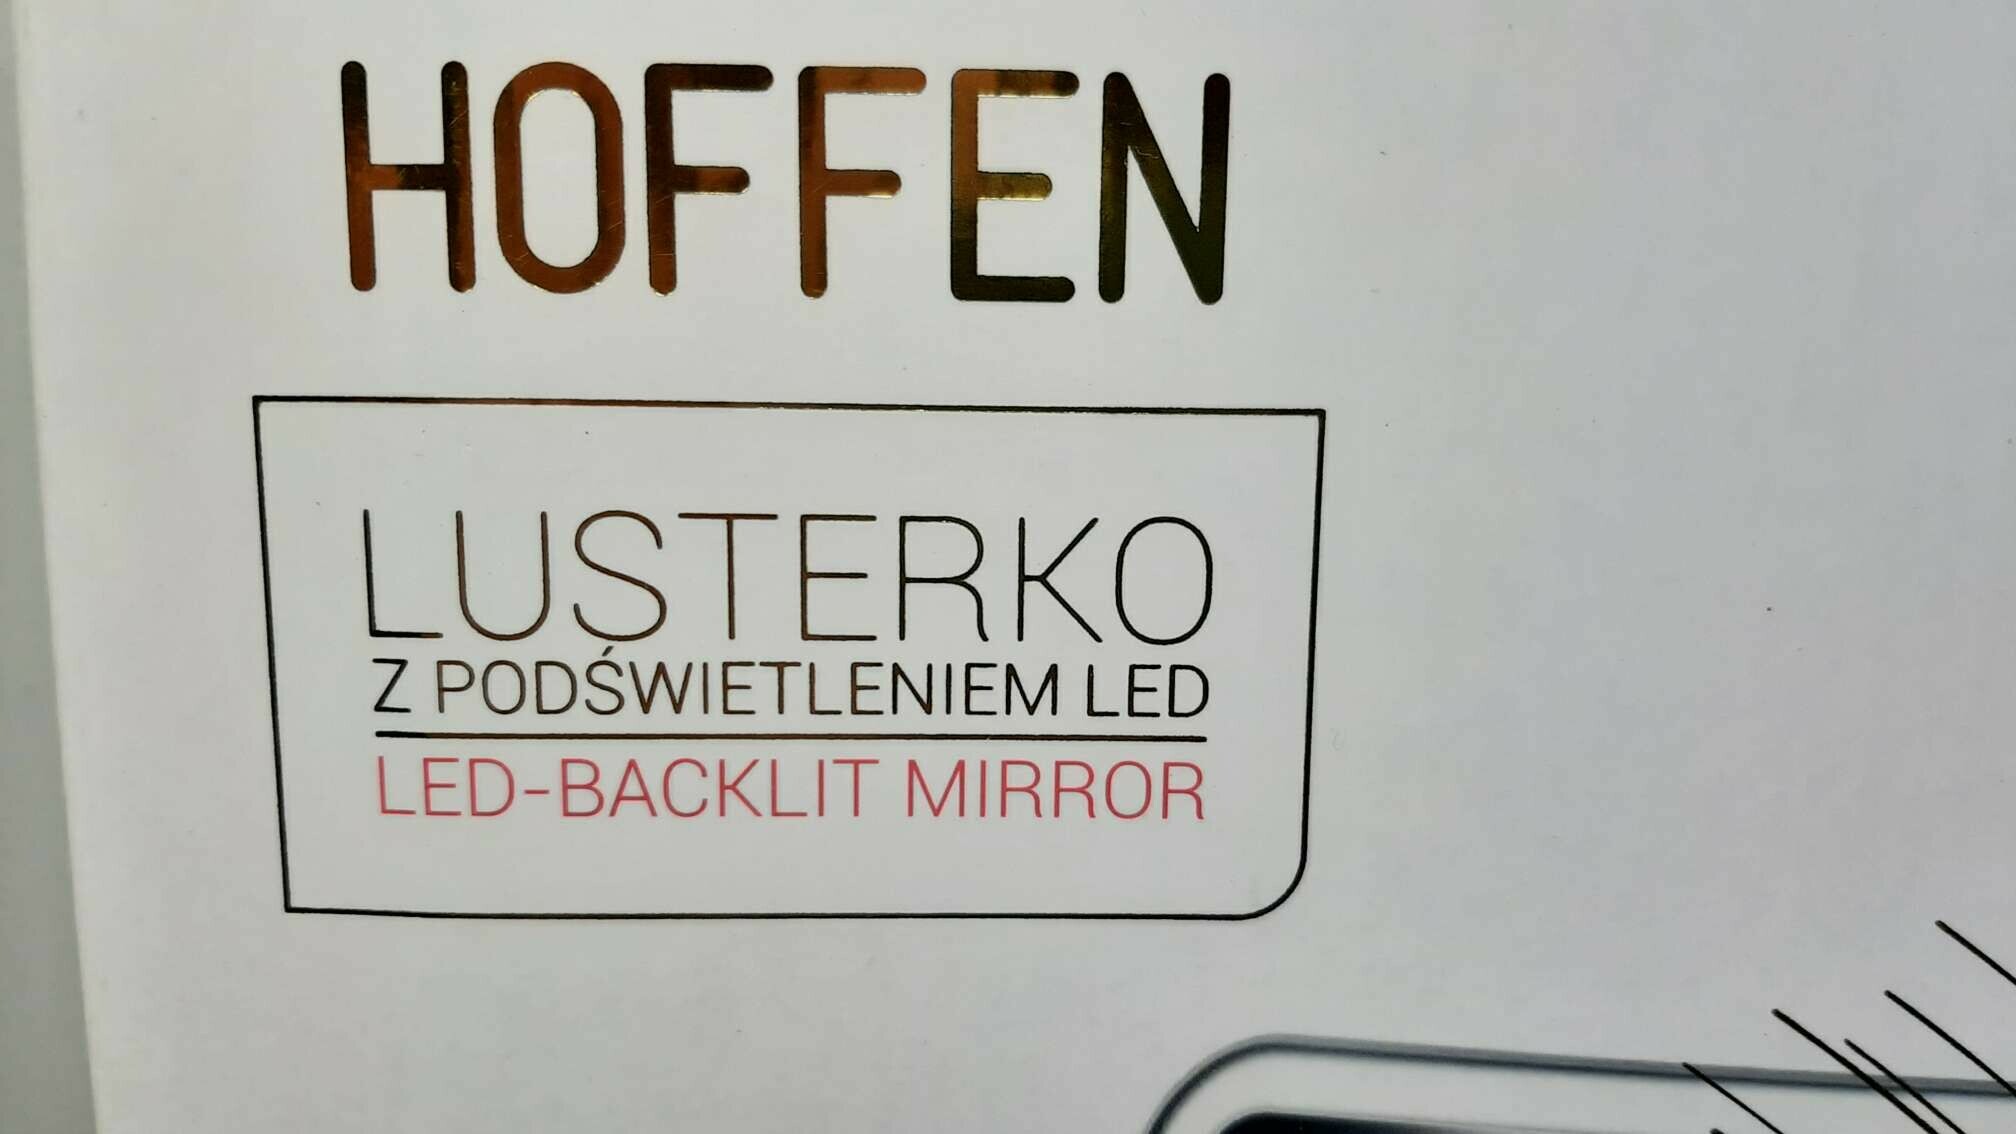 HOFFEN
LUSTERKO
Z PODŚWIETLENIEM LED
LED-BACKLIT MIRROR